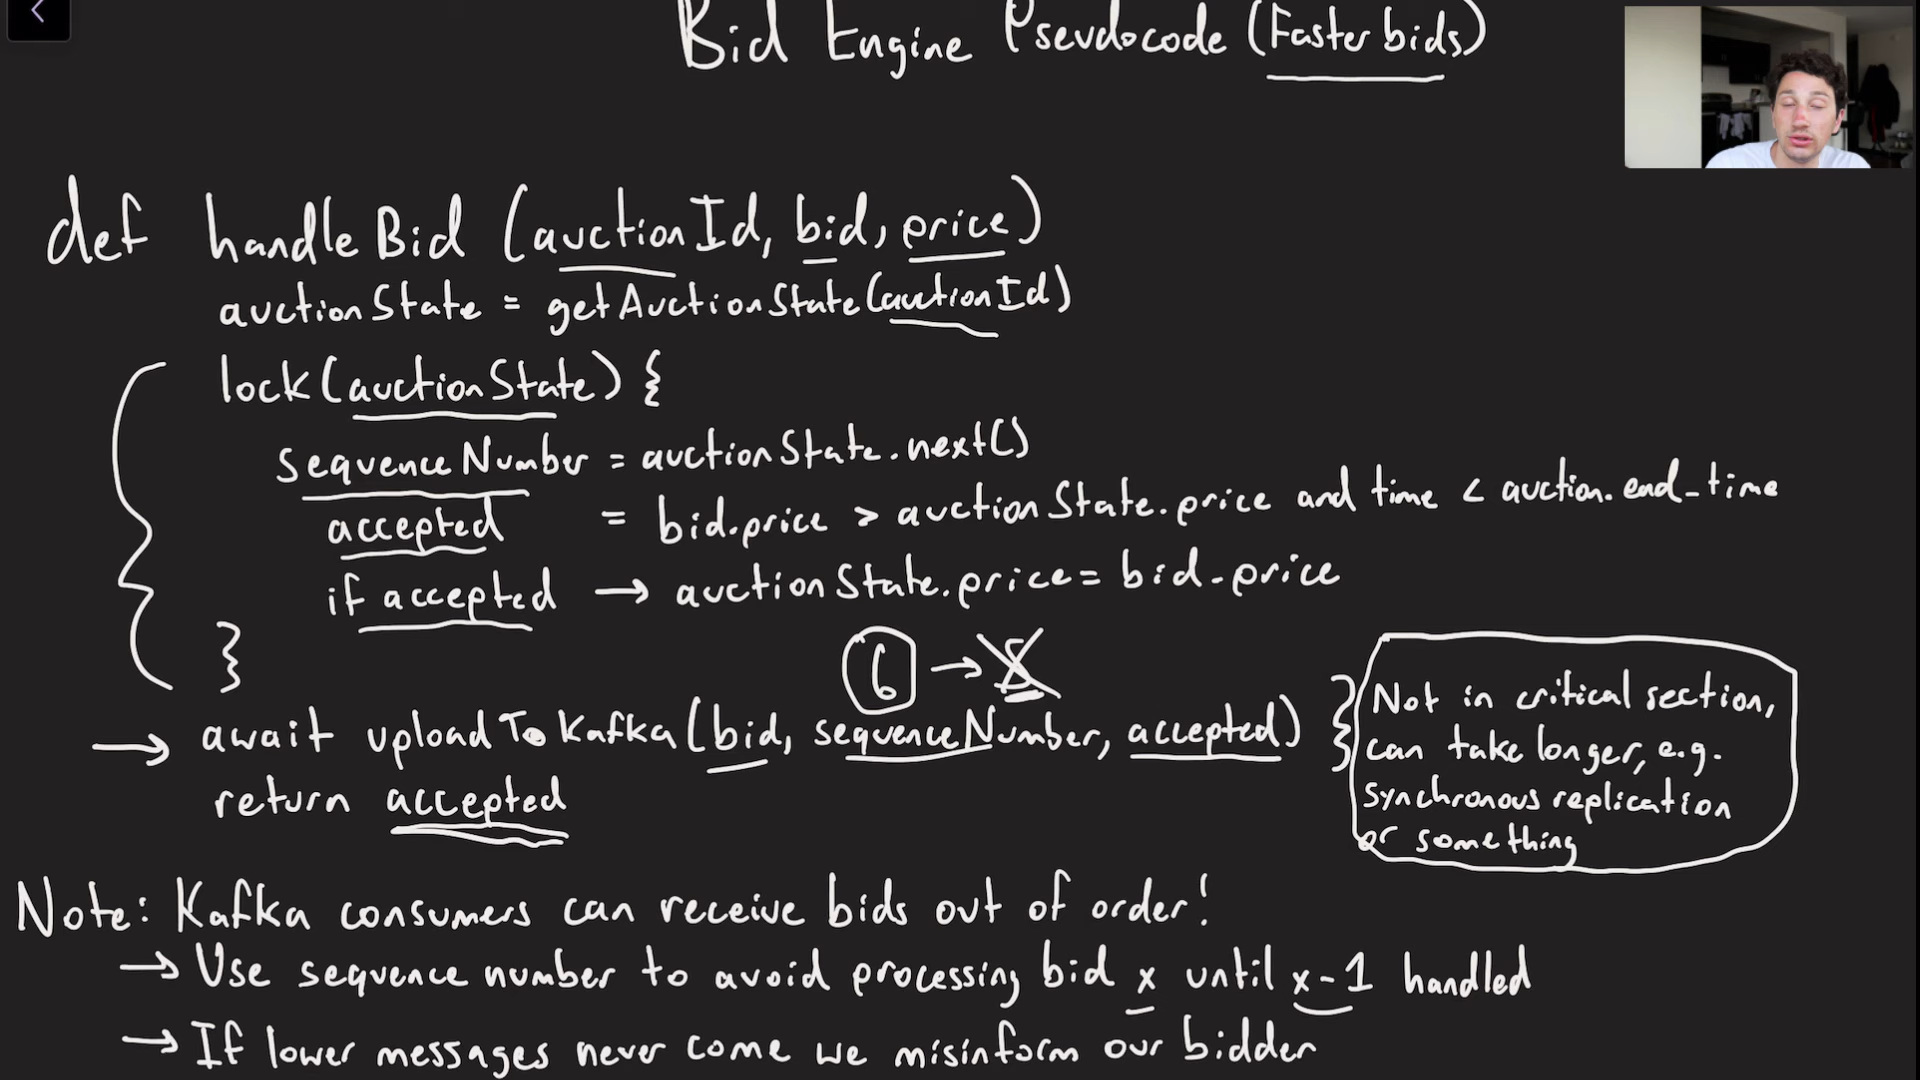 Bid Engine Pseudocode (Faster bids)
def handleBid (auctionId, bid, price)
auctionState = getAuctionState(auctionId)
lock(auctionState) {
sequenceNumber = auctionState.next()
accepted = bid.price > auctionState.price and time < auction.end_time
if accepted → auctionState.price = bid.price
}
6 → 5
→ await uploadToKafka(bid, sequenceNumber, accepted)
return accepted
Not in critical section,
can take longer, e.g.
synchronous replication
or something
Note: Kafka consumers can receive bids out of order!
→ Use sequence number to avoid processing bid x until x-1 handled
→ If lower messages never come we misinform our bidder